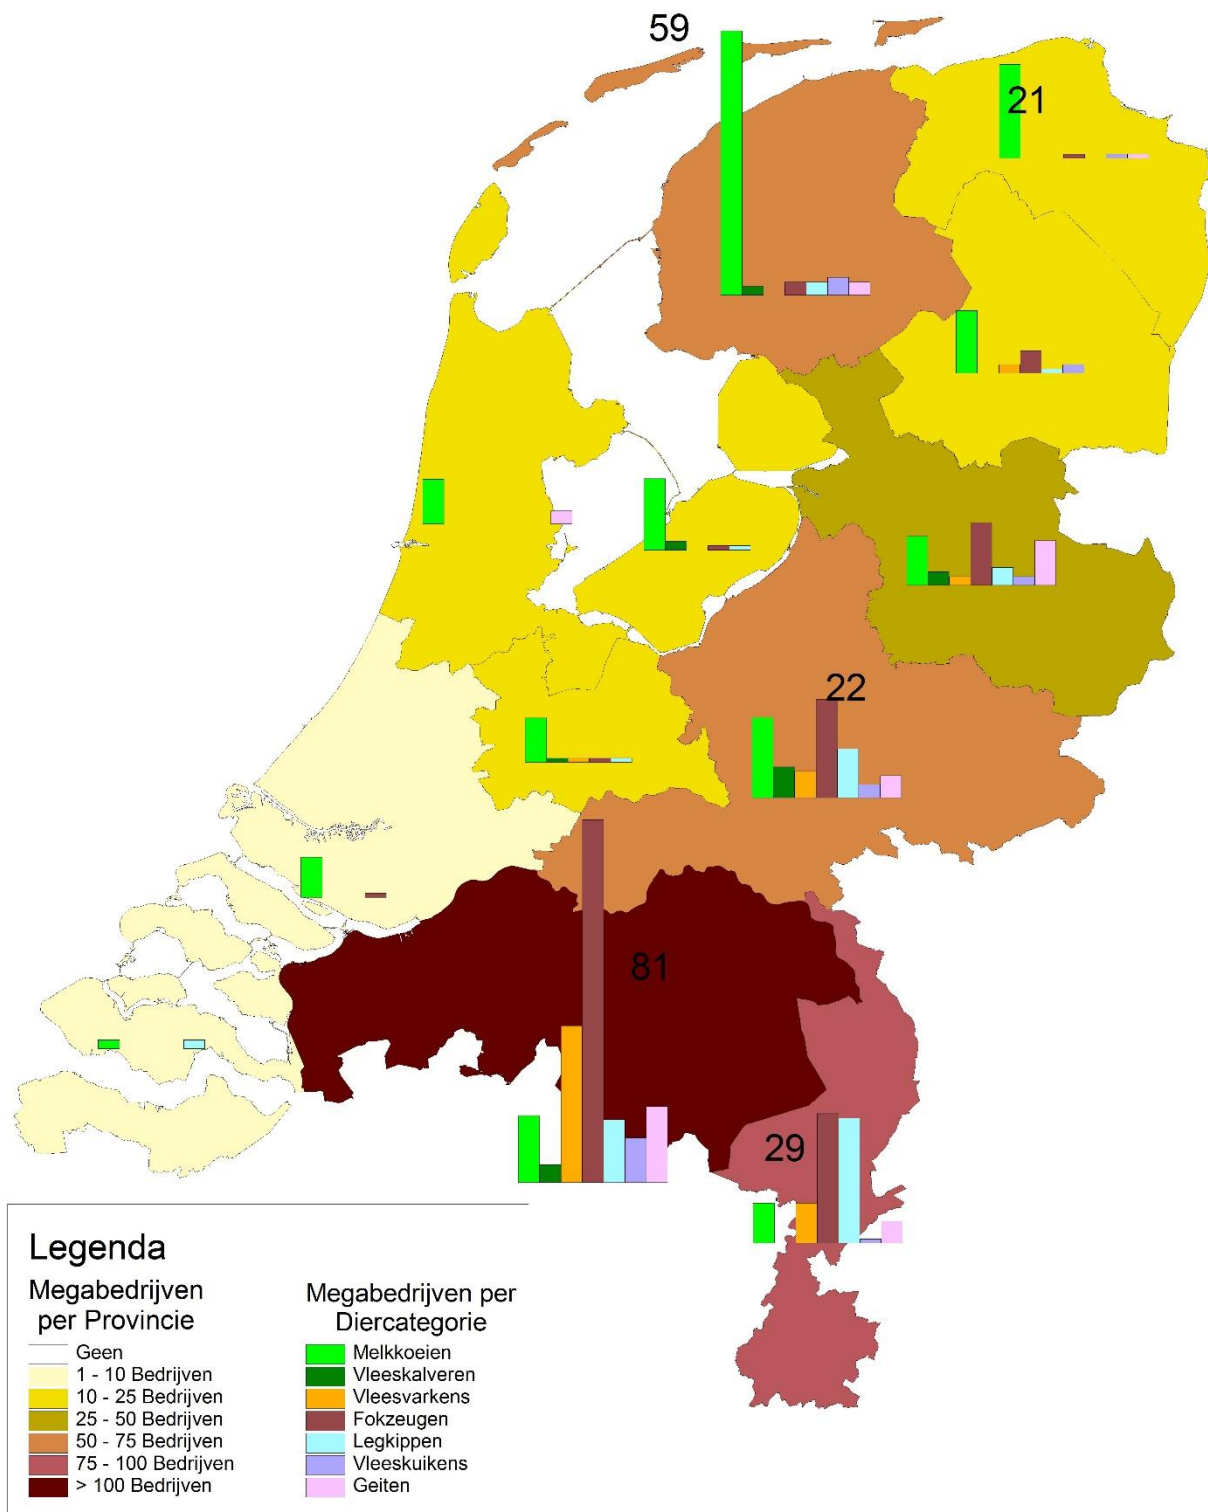 59
21
22
81
29
Legenda
Megabedrijven
per Provincie
Geen
1 - 10 Bedrijven
10 - 25 Bedrijven
25 - 50 Bedrijven
50 - 75 Bedrijven
75 - 100 Bedrijven
> 100 Bedrijven
Megabedrijven per
Diercategorie
Melkkoeien
Vleeskalveren
Vleesvarkens
Fokzeugen
Legkippen
Vleeskuikens
Geiten